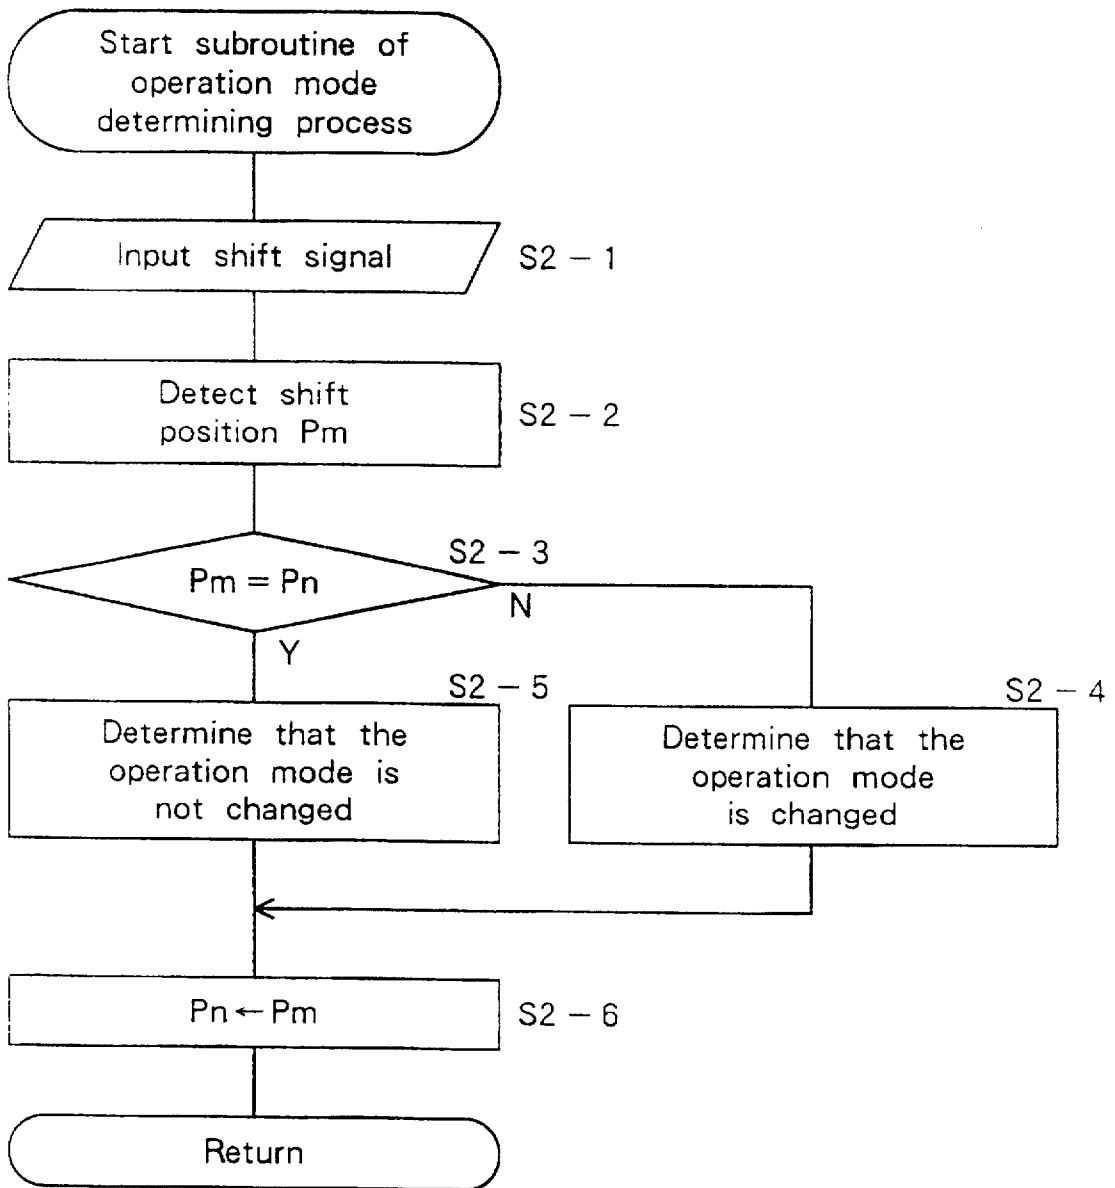 Start subroutine of
operation mode
determining process
Input shift signal
S2 – 1
Detect shift
position Pm
S2 – 2
S2 – 3
Pm = Pn
N
Y
S2 – 5
Determine that the
operation mode is
not changed
S2 – 4
Determine that the
operation mode
is changed
Pn ← Pm
S2 – 6
Return